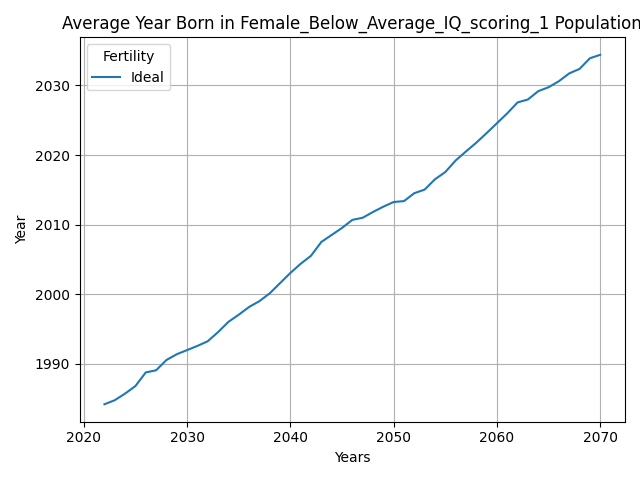 Average Year Born in Female_Below_Average_IQ_scoring_1 Population
Fertility
Ideal
Year
2030
2020
2010
2000
1990
2020 2030 2040 2050 2060 2070
Years